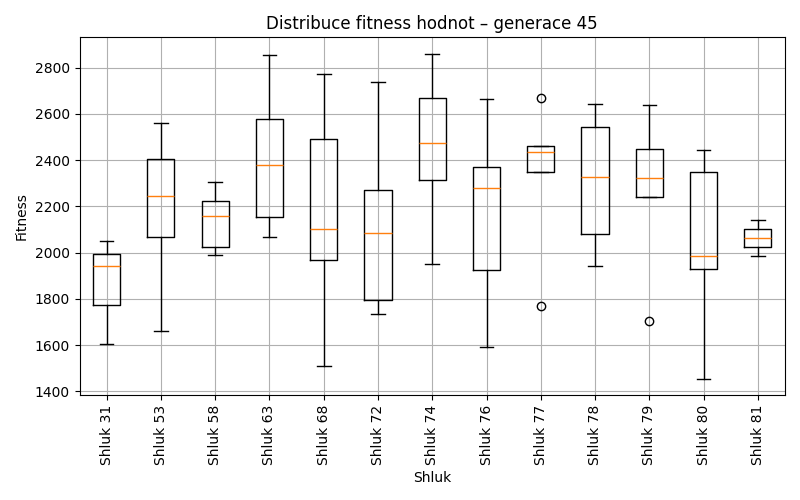 Distribuce fitness hodnot – generace 45
Fitness
2800
2600
2400
2200
2000
1800
1600
1400
Shluk 31
Shluk 53
Shluk 58
Shluk 63
Shluk 68
Shluk 72
Shluk 74
Shluk 76
Shluk 77
Shluk 78
Shluk 79
Shluk 80
Shluk 81
Shluk